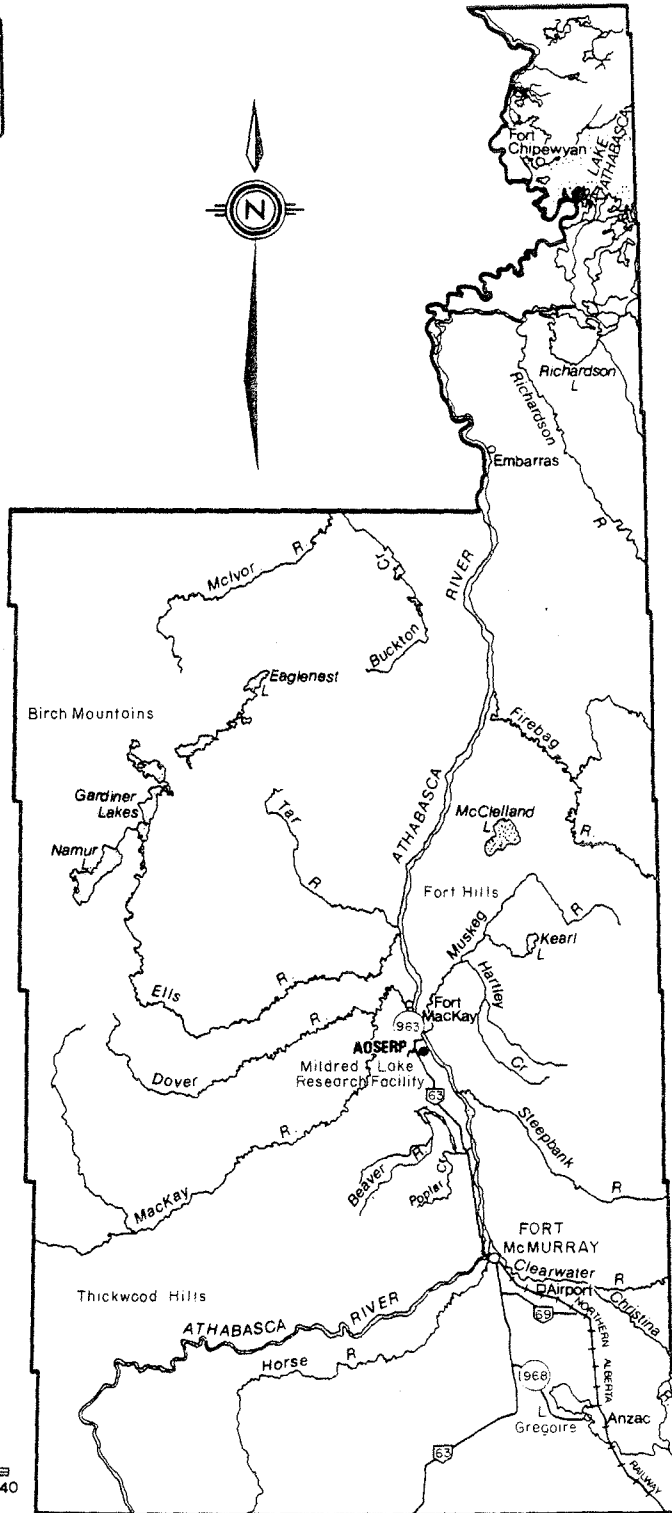 Fort
Chipewyan
LAKE
ATHABASCA
N
Richardson
L
Richardson
R
Embarras
McIvor R.
Cr.
Buckton
RIVER
ATHABASCA
Eaglenest
L
Birch Mountains
Firebag
R.
Gardiner
Lakes
McClelland
L
Namur
L
Tar
R
Fort Hills
Muskeg R
Kearl
L
Hartley
Cr
Ells R.
Fort
MacKay
963
AOSERP
Mildred Lake
Research Facility
Dover R.
63
Steepbank
R
Beaver R
Poplar Cr
MacKay R.
FORT
McMURRAY
Clearwater R
Airport
Christina
69
NORTHERN ALBERTA RAILWAY
Thickwood Hills
ATHABASCA RIVER
Horse R
968
L
Gregoire
Anzac
63
40